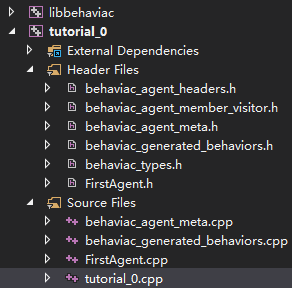 libbehaviac
tutorial_0
External Dependencies
Header Files
behaviac_agent_headers.h
behaviac_agent_member_visitor.h
behaviac_agent_meta.h
behaviac_generated_behaviors.h
behaviac_types.h
FirstAgent.h
Source Files
behaviac_agent_meta.cpp
behaviac_generated_behaviors.cpp
FirstAgent.cpp
tutorial_0.cpp